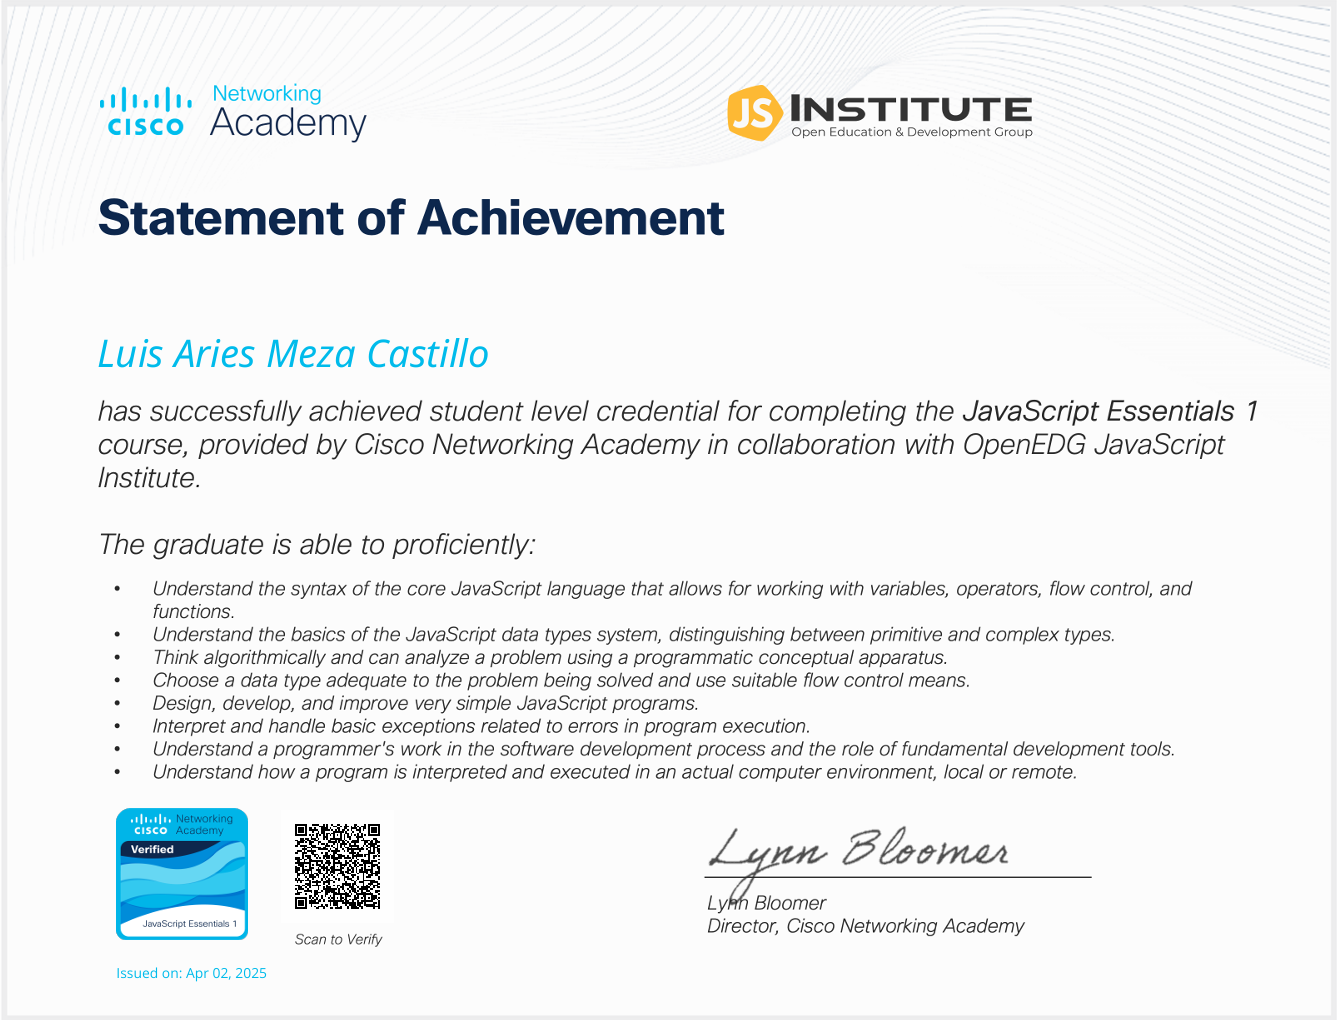 CISCO
Networking
Academy
JS INSTITUTE
Open Education & Development Group
Statement of Achievement
Luis Aries Meza Castillo
has successfully achieved student level credential for completing the JavaScript Essentials 1
course, provided by Cisco Networking Academy in collaboration with OpenEDG JavaScript
Institute.
The graduate is able to proficiently:
• Understand the syntax of the core JavaScript language that allows for working with variables, operators, flow control, and
functions.
• Understand the basics of the JavaScript data types system, distinguishing between primitive and complex types.
• Think algorithmically and can analyze a problem using a programmatic conceptual apparatus.
• Choose a data type adequate to the problem being solved and use suitable flow control means.
• Design, develop, and improve very simple JavaScript programs.
• Interpret and handle basic exceptions related to errors in program execution.
• Understand a programmer's work in the software development process and the role of fundamental development tools.
• Understand how a program is interpreted and executed in an actual computer environment, local or remote.
CISCO
Networking
Academy
Verified
JavaScript Essentials 1
Scan to Verify
Issued on: Apr 02, 2025
Lynn Bloomer
Lynn Bloomer
Director, Cisco Networking Academy